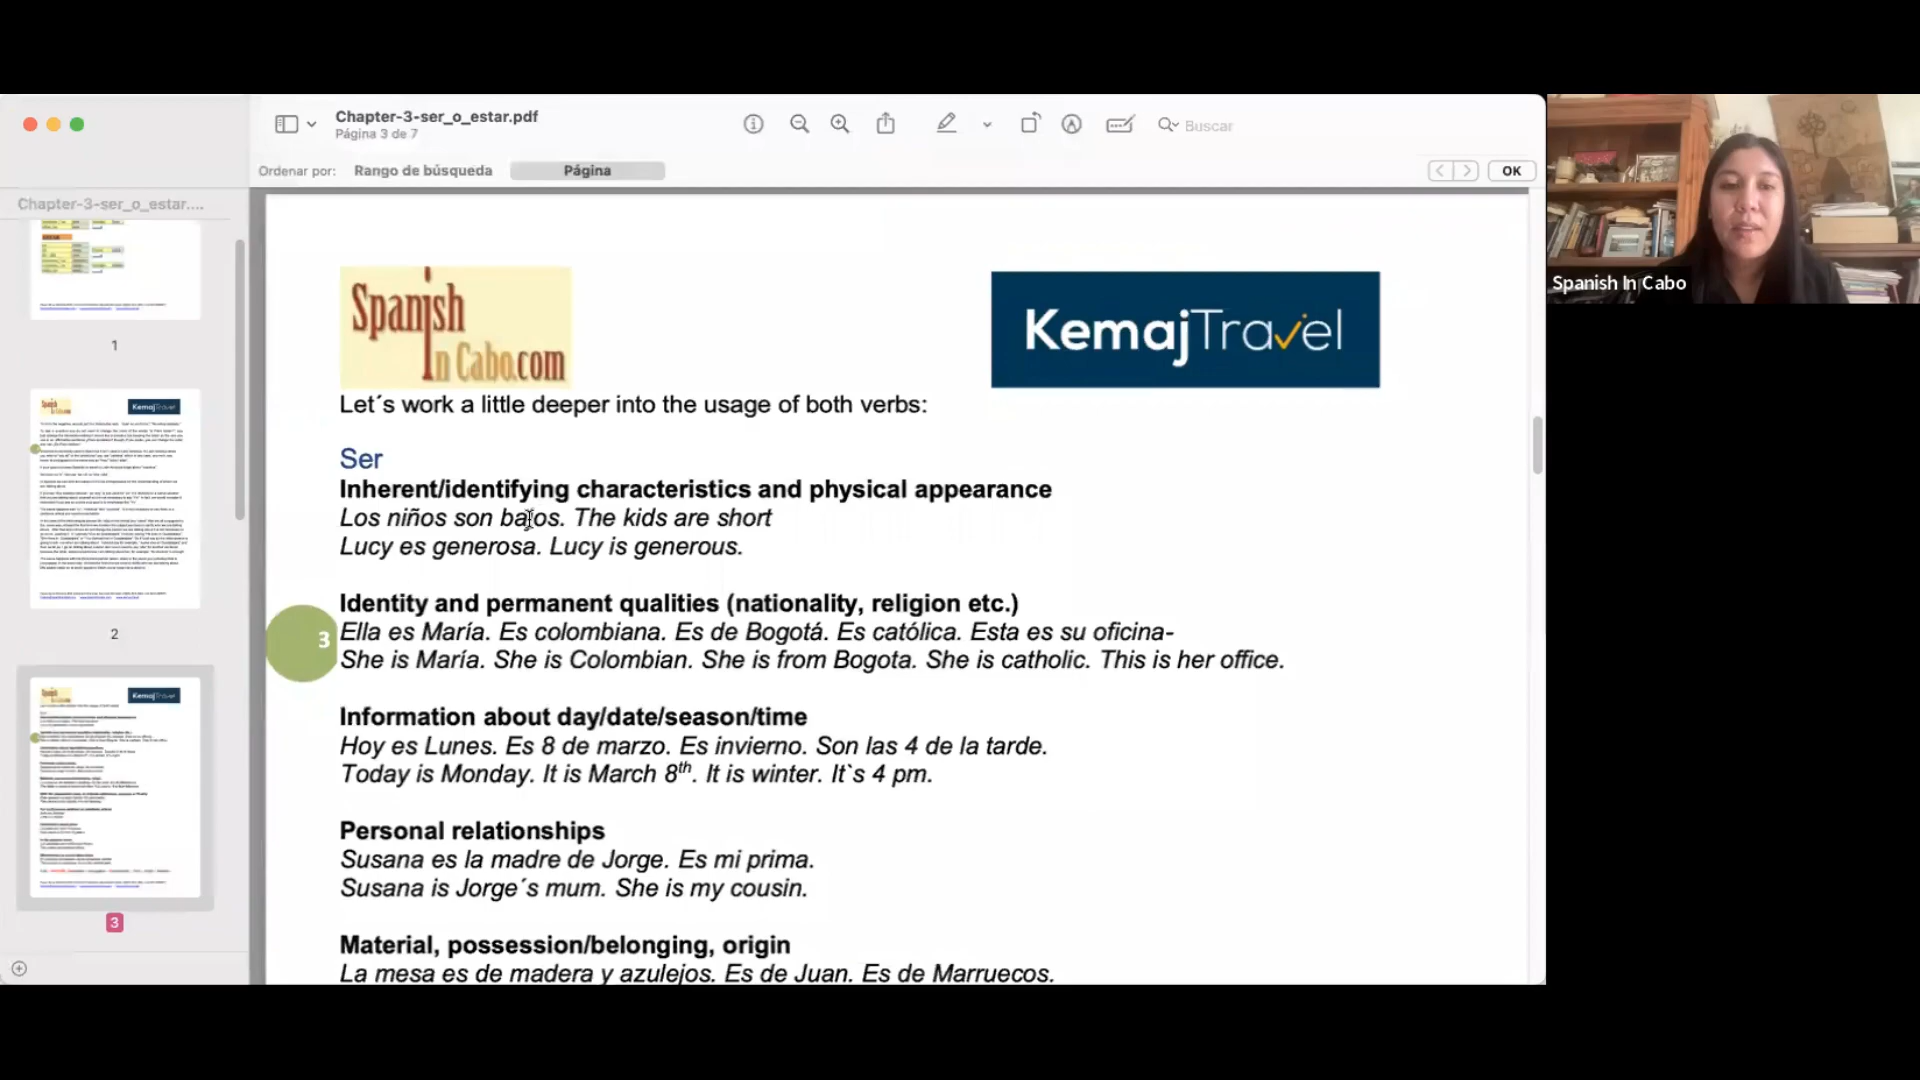 Chapter-3-ser_o_estar.pdf
Página 3 de 7
Buscar
Ordenar por:
Rango de búsqueda
Página
OK
Chapter-3-ser_o_estar....
1
2
3
Spanish
In Cabo.com
KemajTravel
Let´s work a little deeper into the usage of both verbs:
Ser
Inherent/identifying characteristics and physical appearance
Los niños son bajos. The kids are short
Lucy es generosa. Lucy is generous.
Identity and permanent qualities (nationality, religion etc.)
3
Ella es María. Es colombiana. Es de Bogotá. Es católica. Esta es su oficina-
She is María. She is Colombian. She is from Bogota. She is catholic. This is her office.
Information about day/date/season/time
Hoy es Lunes. Es 8 de marzo. Es invierno. Son las 4 de la tarde.
Today is Monday. It is March 8th. It is winter. It`s 4 pm.
Personal relationships
Susana es la madre de Jorge. Es mi prima.
Susana is Jorge´s mum. She is my cousin.
Material, possession/belonging, origin
La mesa es de madera y azulejos. Es de Juan. Es de Marruecos.
Spanish In Cabo